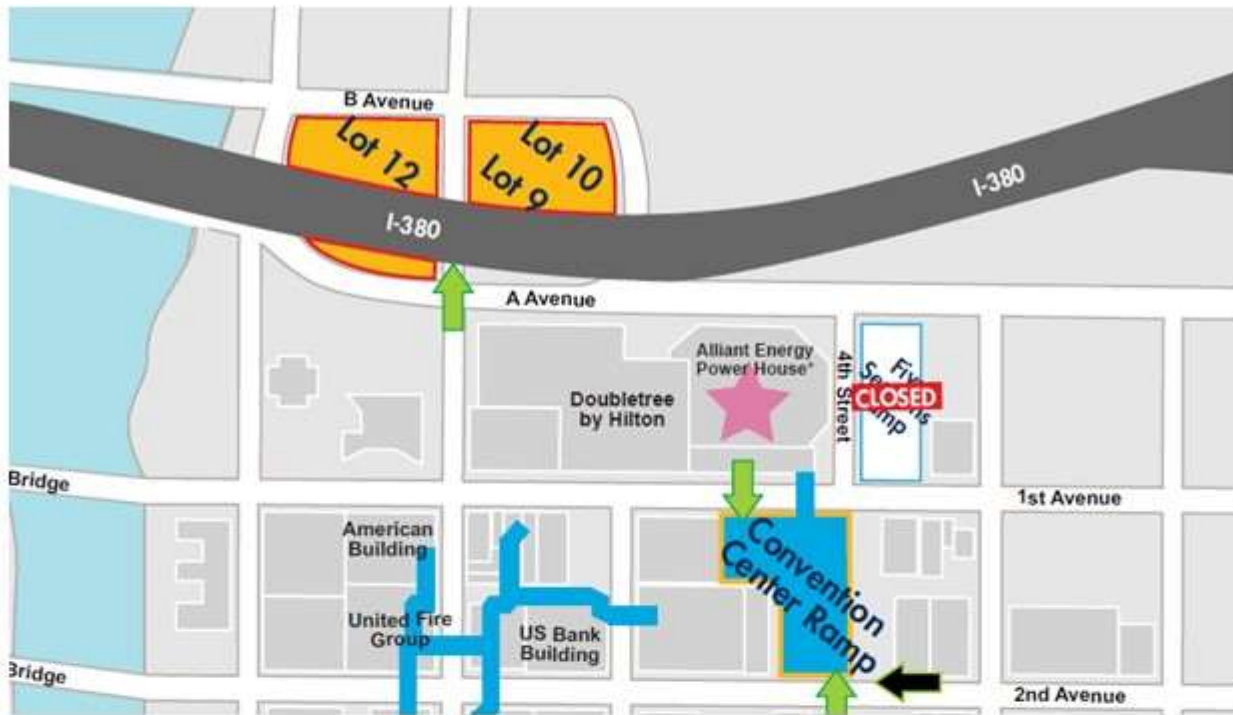 B Avenue
Lot 12
Lot 10
Lot 9
I-380
I-380
A Avenue
Alliant Energy
Power House*
Doubletree
by Hilton
4th Street
CLOSED
Ramp
Bridge
1st Avenue
American
Building
Convention
Center Ramp
United Fire
Group
US Bank
Building
Bridge
2nd Avenue